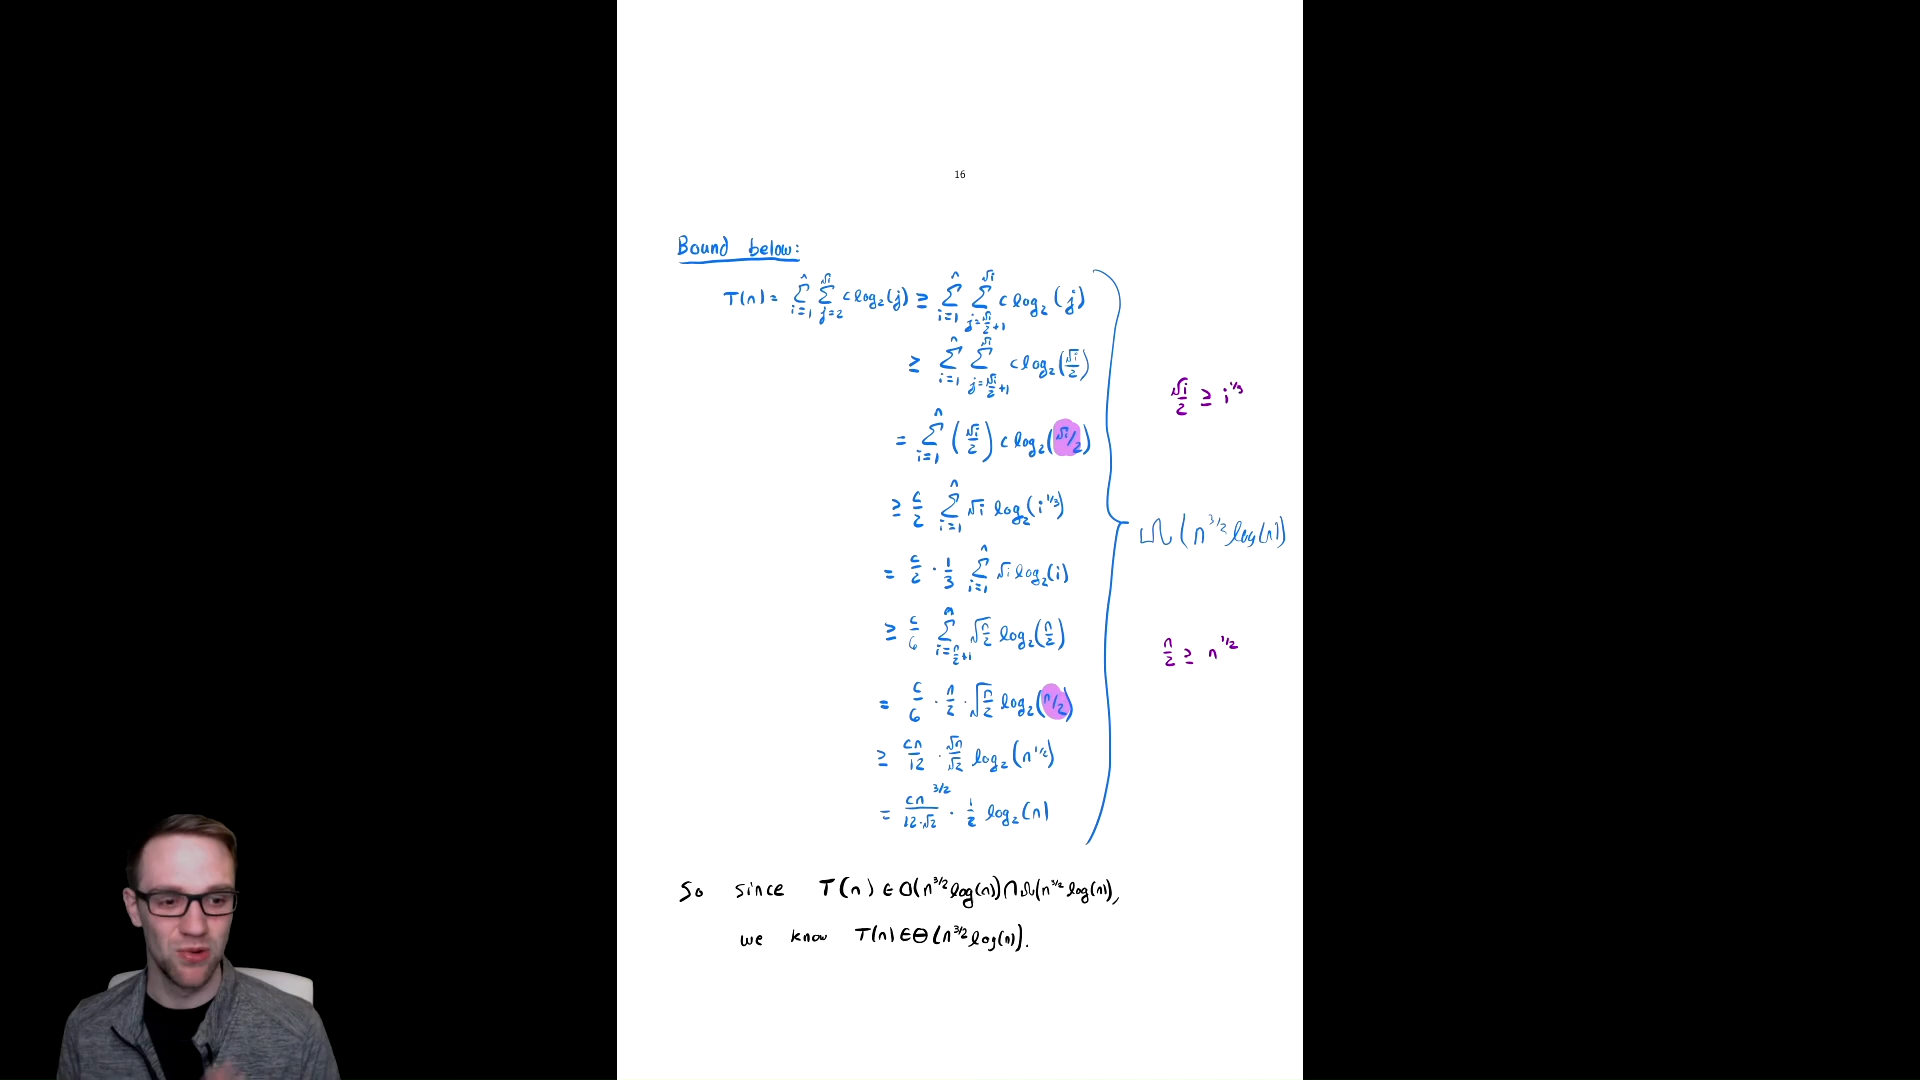 16
Bound below:
T(n) = Σ_{i=1}^{n} Σ_{j=2}^{√i} c log₂(j) ≥ Σ_{i=1}^{n} Σ_{j=√i/2+1}^{√i} c log₂(j)
≥ Σ_{i=1}^{n} Σ_{j=√i/2+1}^{√i} c log₂(√i/2)
√i/2 ≥ i^{1/3}
= Σ_{i=1}^{n} (√i/2) c log₂(√i/2)
≥ c/2 Σ_{i=1}^{n} √i log₂(i^{1/3})
Ω(n^{3/2} log(n))
= c/2 · 1/3 Σ_{i=1}^{n} √i log₂(i)
≥ c/6 Σ_{i=n/2+1}^{n} √(n/2) log₂(n/2)
n/2 ≥ n^{1/2}
= c/6 · n/2 · √(n/2) log₂(n/2)
≥ cn/12 · √n/√2 log₂(n^{1/2})
= cn^{3/2}/(12·√2) · 1/2 log₂(n)
So since T(n) ∈ O(n^{3/2} log(n)) ∩ Ω(n^{3/2} log(n)),
we know T(n) ∈ Θ(n^{3/2} log(n)).